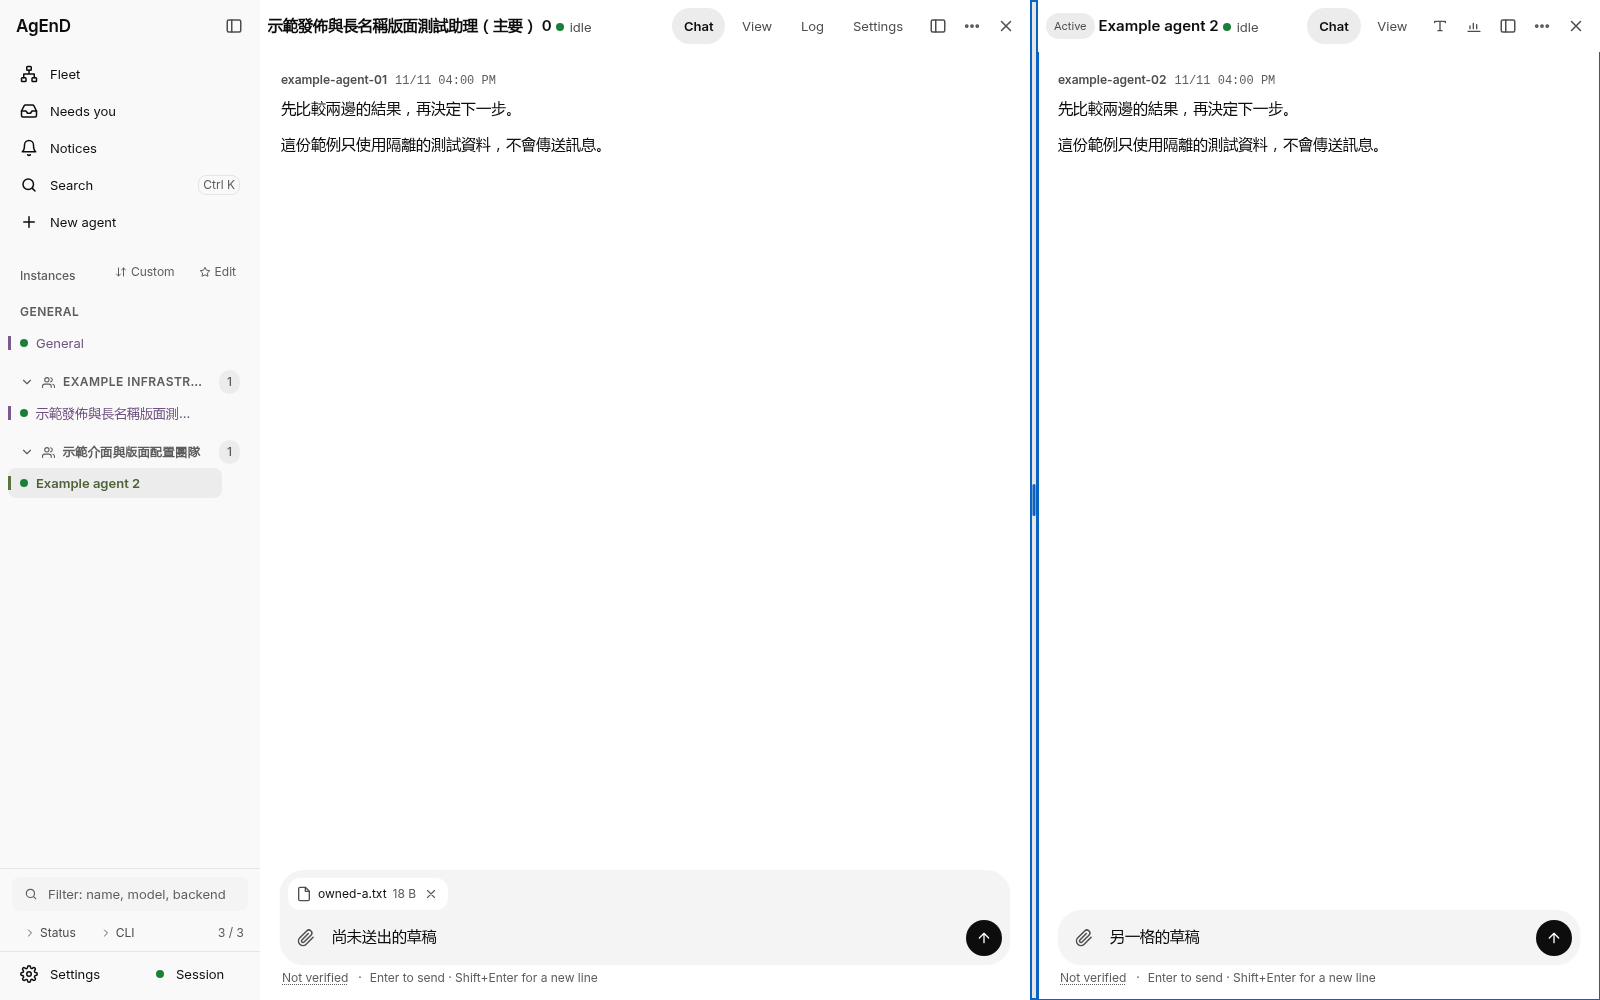 AgEnD
Fleet
Needs you
Notices
Search Ctrl K
New agent
Instances Custom Edit
GENERAL
General
EXAMPLE INFRASTR... 1
示範發佈與長名稱版面測...
示範介面與版面配置團隊 1
Example agent 2
Filter: name, model, backend
Status CLI 3 / 3
Settings Session
示範發佈與長名稱版面測試助理（主要）0 idle Chat View Log Settings
example-agent-01 11/11 04:00 PM
先比較兩邊的結果，再決定下一步。
這份範例只使用隔離的測試資料，不會傳送訊息。
owned-a.txt 18 B
尚未送出的草稿
Not verified · Enter to send · Shift+Enter for a new line
Active Example agent 2 idle Chat View
example-agent-02 11/11 04:00 PM
先比較兩邊的結果，再決定下一步。
這份範例只使用隔離的測試資料，不會傳送訊息。
另一格的草稿
Not verified · Enter to send · Shift+Enter for a new line